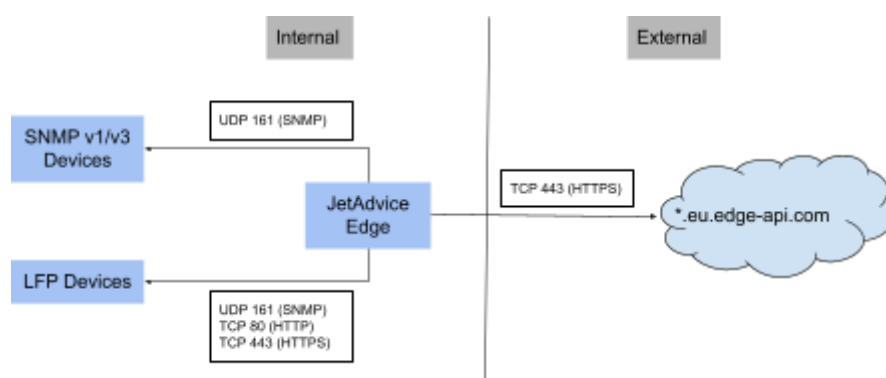 Internal
External
UDP 161 (SNMP)
SNMP v1/v3
Devices
TCP 443 (HTTPS)
JetAdvice
Edge
*.eu.edge-api.com
LFP Devices
UDP 161 (SNMP)
TCP 80 (HTTP)
TCP 443 (HTTPS)